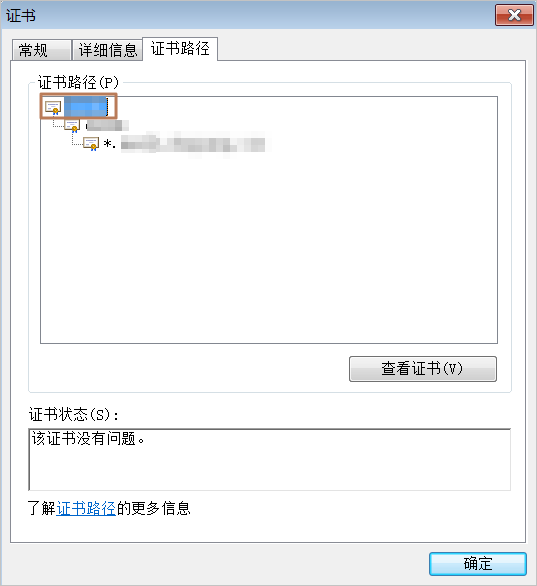 证书
常规 详细信息 证书路径
证书路径(P)
*.
查看证书(V)
证书状态(S):
该证书没有问题。
了解证书路径的更多信息
确定